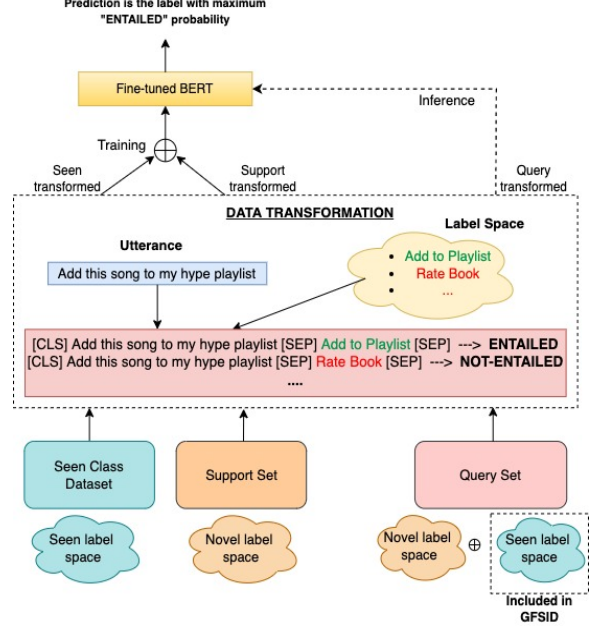 Prediction is the label with maximum
"ENTAILED" probability
Fine-tuned BERT
Inference
Training
Seen
transformed
Support
transformed
Query
transformed
DATA TRANSFORMATION
Label Space
Utterance
• Add to Playlist
• Rate Book
• ...
Add this song to my hype playlist
[CLS] Add this song to my hype playlist [SEP] Add to Playlist [SEP] ---> ENTAILED
[CLS] Add this song to my hype playlist [SEP] Rate Book [SEP] ---> NOT-ENTAILED
....
Seen Class
Dataset
Support Set
Query Set
Seen label
space
Novel label
space
Novel label
space
⊕
Seen label
space
Included in
GFSID